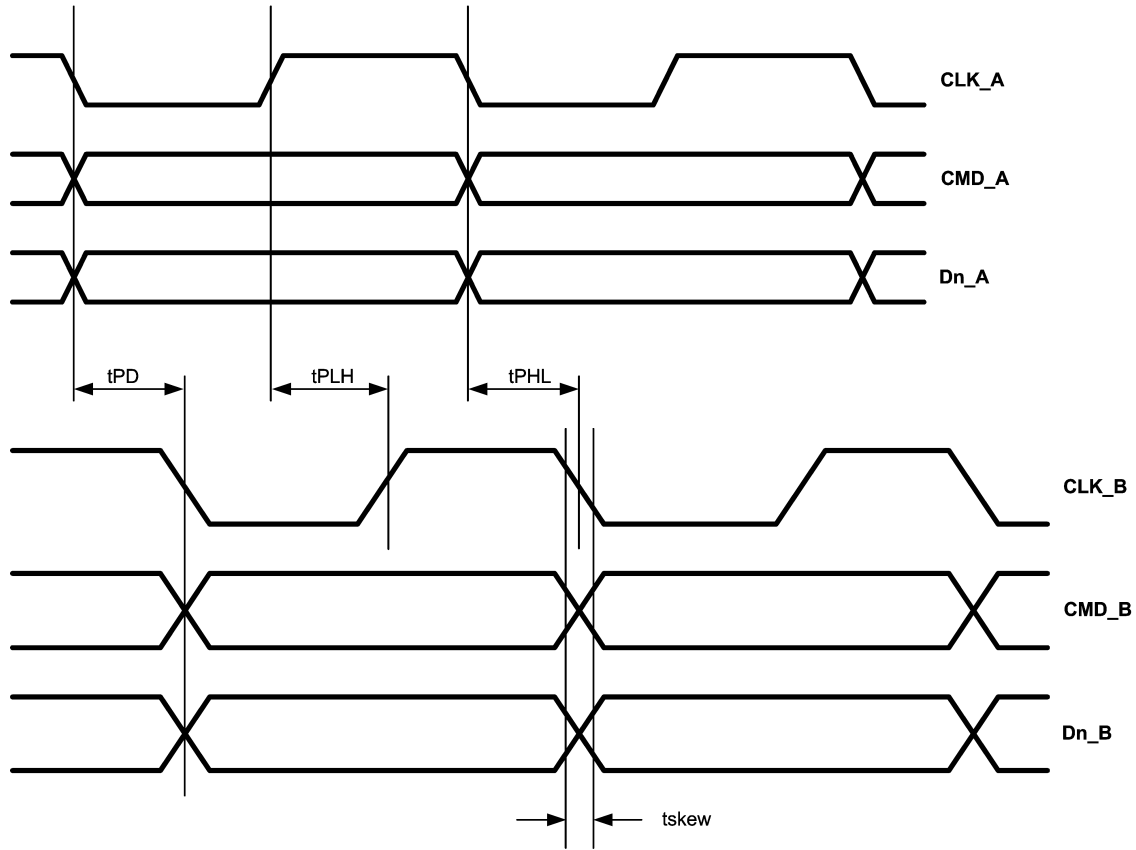 CLK_A
CMD_A
Dn_A
tPD
tPLH
tPHL
CLK_B
CMD_B
Dn_B
tskew